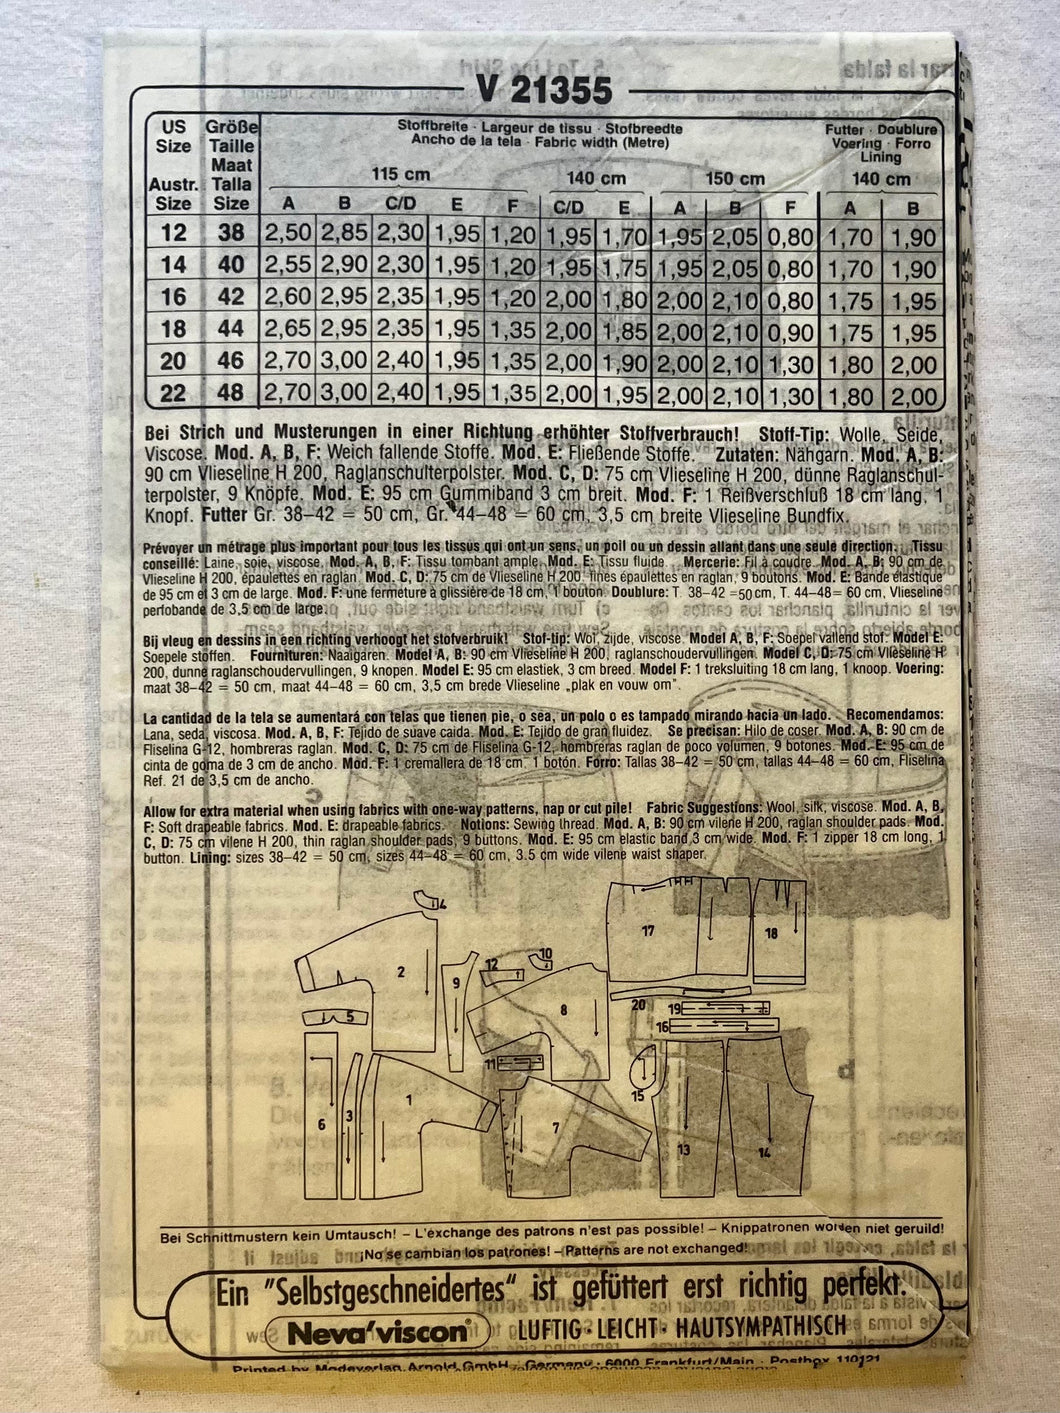 V 21355
US Size Größe Taille Maat Stoffbreite · Largeur de tissu · Stofbreedte Futter · Doublure
Ancho de la tela · Fabric width (Metre) Voering · Forro
Lining
Austr. Size Talla Size 115 cm 140 cm 150 cm 140 cm
A B C/D E F C/D E A B F A B
12 38 2,50 2,85 2,30 1,95 1,20 1,95 1,70 1,95 2,05 0,80 1,70 1,90
14 40 2,55 2,90 2,30 1,95 1,20 1,95 1,75 1,95 2,05 0,80 1,70 1,90
16 42 2,60 2,95 2,35 1,95 1,20 2,00 1,80 2,00 2,10 0,80 1,75 1,95
18 44 2,65 2,95 2,35 1,95 1,35 2,00 1,85 2,00 2,10 0,90 1,75 1,95
20 46 2,70 3,00 2,40 1,95 1,35 2,00 1,90 2,00 2,10 1,30 1,80 2,00
22 48 2,70 3,00 2,40 1,95 1,35 2,00 1,95 2,00 2,10 1,30 1,80 2,00
Bei Strich und Musterungen in einer Richtung erhöhter Stoffverbrauch! Stoff-Tip: Wolle, Seide,
Viscose. Mod. A, B, F: Weich fallende Stoffe. Mod. E: Fließende Stoffe. Zutaten: Nähgarn. Mod. A, B:
90 cm Vlieseline H 200, Raglanschulterpolster. Mod. C, D: 75 cm Vlieseline H 200, dünne Raglanschul-
terpolster, 9 Knöpfe. Mod. E: 95 cm Gummiband 3 cm breit. Mod. F: 1 Reißverschluß 18 cm lang, 1
Knopf. Futter Gr. 38–42 = 50 cm, Gr. 44–48 = 60 cm, 3,5 cm breite Vlieseline Bundfix.
Prévoyer un métrage plus important pour tous les tissus qui ont un sens, un poil ou un dessin allant dans une seule direction. Tissu
conseillé: Laine, soie, viscose. Mod. A, B, F: Tissu tombant ample. Mod. E: Tissu fluide. Mercerie: Fil à coudre. Mod. A, B: 90 cm de
Vlieseline H 200, épaulettes en raglan. Mod. C, D: 75 cm de Vlieseline H 200, fines épaulettes en raglan, 9 boutons. Mod. E: Bande élastique
de 95 cm et 3 cm de large. Mod. F: une fermeture à glissière de 18 cm, 1 bouton. Doublure: T. 38–42 = 50 cm, T. 44–48 = 60 cm, Vlieseline
perfobande de 3,5 cm de large.
Bij vleug en dessins in een richting verhoogt het stofverbruik! Stof-tip: Wol, zijde, viscose. Model A, B, F: Soepel vallend stof. Model E:
Soepele stoffen. Fournituren: Naaigaren. Model A, B: 90 cm Vlieseline H 200, raglanschoudervullingen. Model C, D: 75 cm Vlieseline H
200, dunne raglanschoudervullingen, 9 knopen. Model E: 95 cm elastiek, 3 cm breed. Model F: 1 treksluiting 18 cm lang, 1 knoop. Voering:
maat 38–42 = 50 cm, maat 44–48 = 60 cm, 3,5 cm brede Vlieseline „plak en vouw om".
La cantidad de la tela se aumentará con telas que tienen pie, o sea, un polo o es tampado mirando hacia un lado. Recomendamos:
Lana, seda, viscosa. Mod. A, B, F: Tejido de suave caida. Mod. E: Tejido de gran fluidez. Se precisan: Hilo de coser. Mod. A, B: 90 cm de
Fliselina G-12, hombreras raglan. Mod. C, D: 75 cm de Fliselina G-12, hombreras raglan de poco volumen, 9 botones. Mod. E: 95 cm de
cinta de goma de 3 cm de ancho. Mod. F: 1 cremallera de 18 cm, 1 botón. Forro: Tallas 38–42 = 50 cm, tallas 44–48 = 60 cm, Fliselina
Ref. 21 de 3,5 cm de ancho.
Allow for extra material when using fabrics with one-way patterns, nap or cut pile! Fabric Suggestions: Wool, silk, viscose. Mod. A, B,
F: Soft drapeable fabrics. Mod. E: drapeable fabrics. Notions: Sewing thread. Mod. A, B: 90 cm vilene H 200, raglan shoulder pads. Mod.
C, D: 75 cm vilene H 200, thin raglan shoulder pads, 9 buttons. Mod. E: 95 cm elastic band 3 cm wide. Mod. F: 1 zipper 18 cm long, 1
button. Lining: sizes 38–42 = 50 cm, sizes 44–48 = 60 cm, 3.5 cm wide vilene waist shaper.
4
17
18
2
9
12
10
8
5
20
19
16
11
15
6
3
1
7
13
14
Bei Schnittmustern kein Umtausch! – L'exchange des patrons n'est pas possible! – Knippatronen worden niet geruild!
¡No se cambian los patrones! – Patterns are not exchanged!
Ein "Selbstgeschneidertes“ ist gefüttert erst richtig perfekt.
Neva'viscon® LUFTIG · LEICHT · HAUTSYMPATHISCH
Printed by Modeverlag Arnold GmbH · Germany · 6000 Frankfurt/Main · Postbox 110121